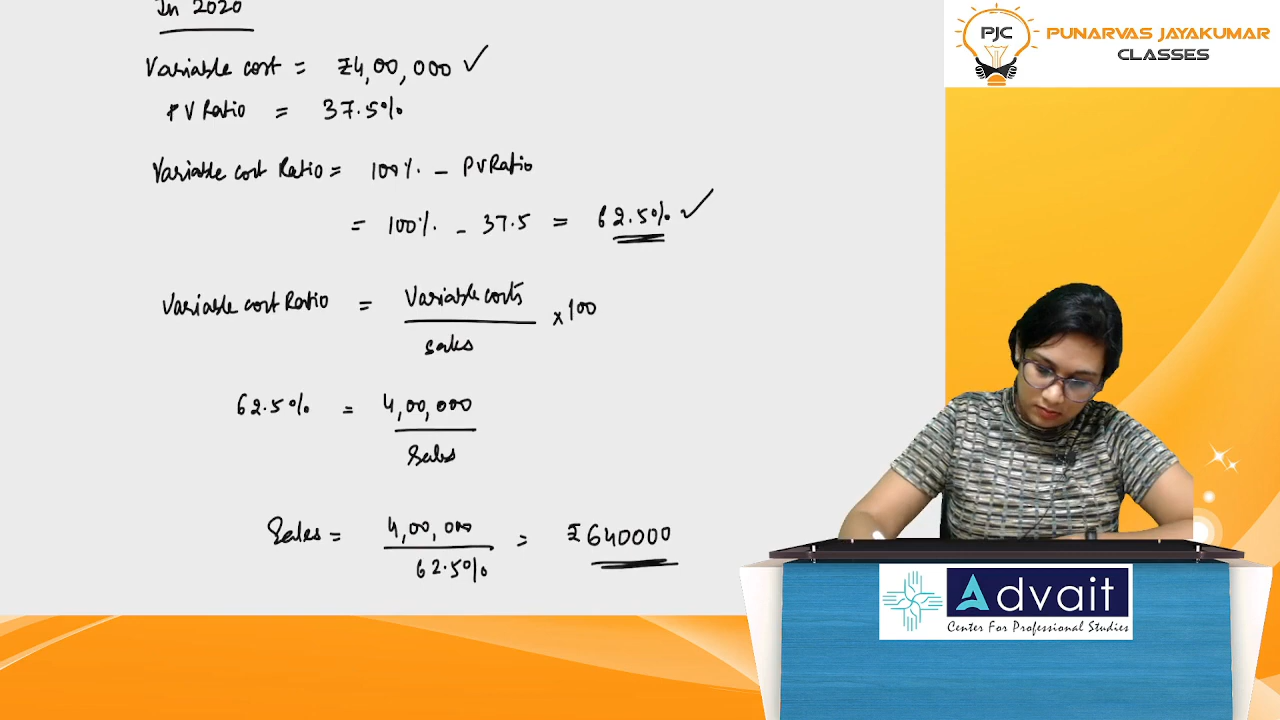 In 2020
Variable cost = ₹4,00,000 ✓
PV Ratio = 37.5%
Variable cost Ratio = 100% - PV Ratio
= 100% - 37.5 = 62.5% ✓
Variable cost Ratio = Variable costs / Sales × 100
62.5% = 4,00,000 / Sales
Sales = 4,00,000 / 62.5% = ₹640000
PJC
PUNARVAS JAYAKUMAR
CLASSES
Advait
Center For Professional Studies